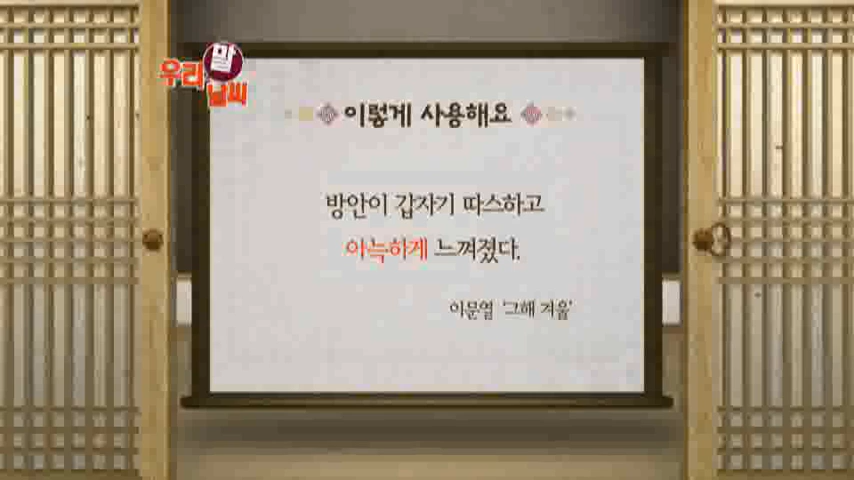 우리말
날씨
이렇게 사용해요
방안이 갑자기 따스하고
아늑하게 느껴졌다.
이문열 '그해 겨울'